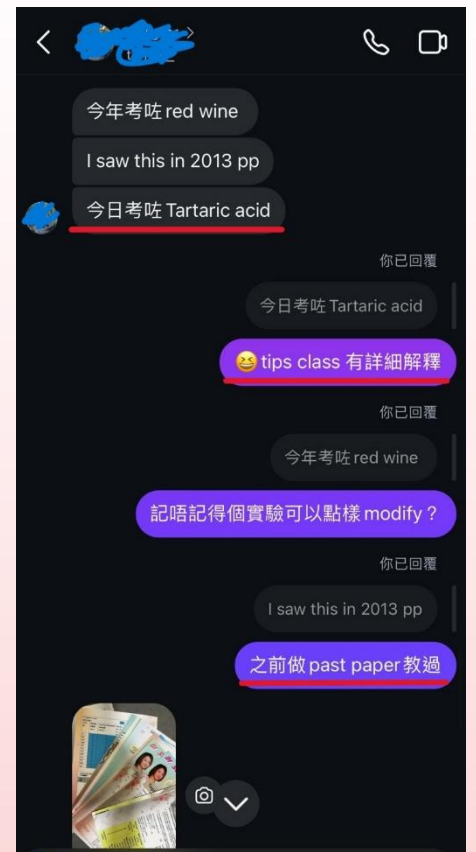 今年考咗 red wine
I saw this in 2013 pp
今日考咗 Tartaric acid
你已回覆
今日考咗 Tartaric acid
😆 tips class 有詳細解釋
你已回覆
今年考咗 red wine
記唔記得個實驗可以點樣 modify？
你已回覆
I saw this in 2013 pp
之前做 past paper 教過